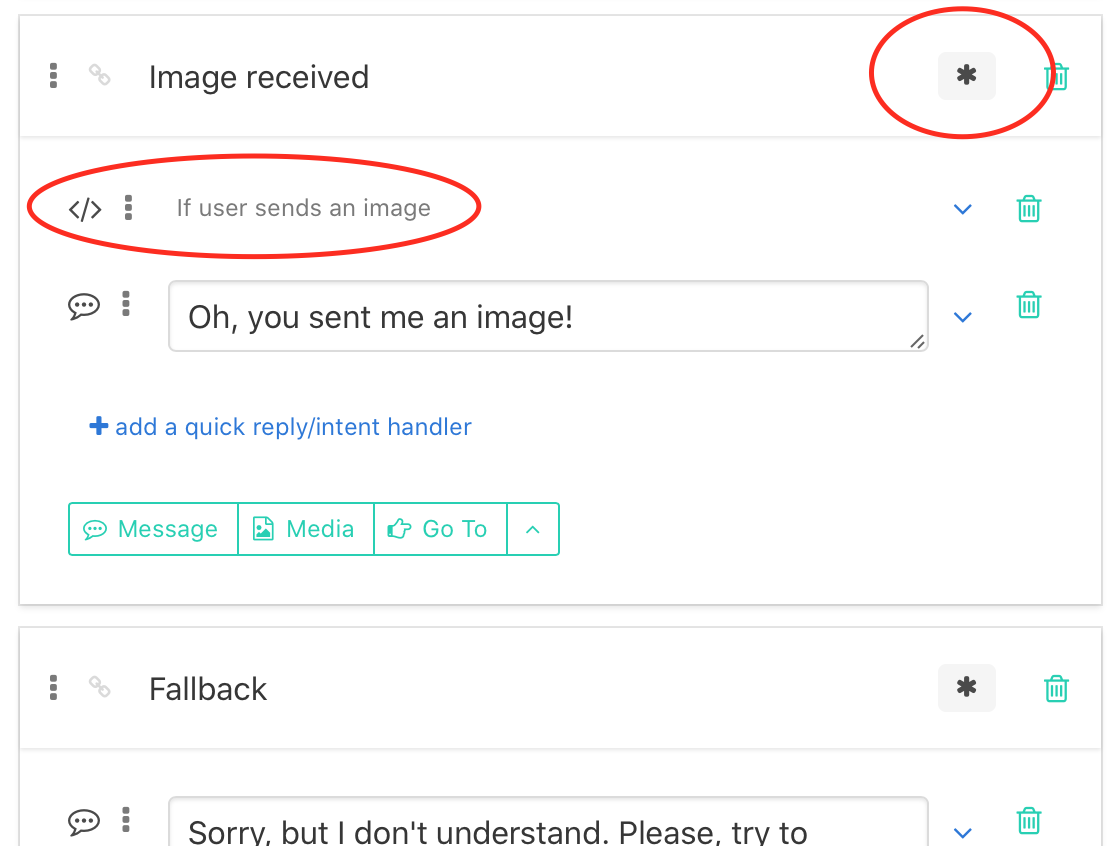 Image received
If user sends an image
Oh, you sent me an image!
add a quick reply/intent handler
Message Media Go To
Fallback
Sorry, but I don't understand. Please, try to